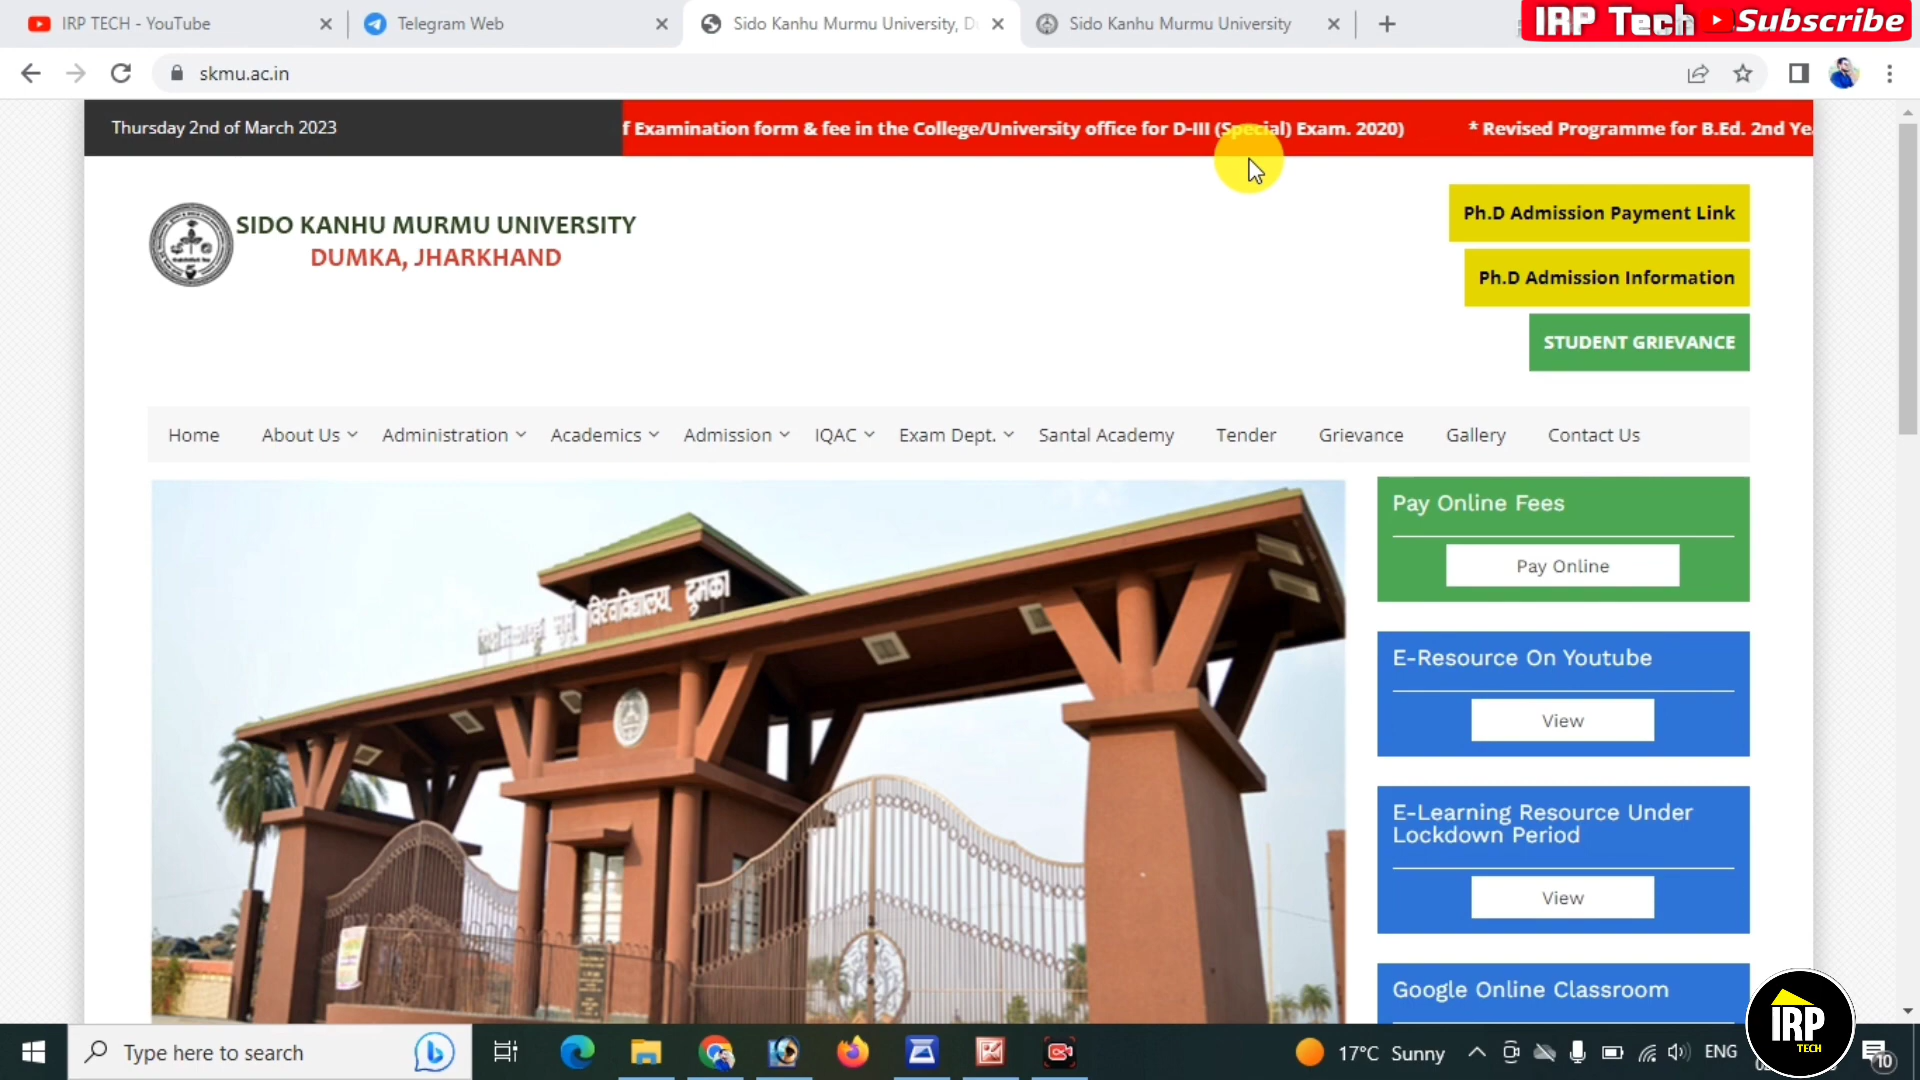 IRP TECH - YouTube
Telegram Web
Sido Kanhu Murmu University, D
Sido Kanhu Murmu University
IRP Tech Subscribe
skmu.ac.in
Thursday 2nd of March 2023
f Examination form & fee in the College/University office for D-III (Special) Exam. 2020)
* Revised Programme for B.Ed. 2nd Ye
SIDO KANHU MURMU UNIVERSITY
DUMKA, JHARKHAND
Ph.D Admission Payment Link
Ph.D Admission Information
STUDENT GRIEVANCE
Home
About Us
Administration
Academics
Admission
IQAC
Exam Dept.
Santal Academy
Tender
Grievance
Gallery
Contact Us
विश्वविद्यालय, दुमका
Pay Online Fees
Pay Online
E-Resource On Youtube
View
E-Learning Resource Under
Lockdown Period
View
Google Online Classroom
IRP
TECH
Type here to search
17°C Sunny
ENG
10